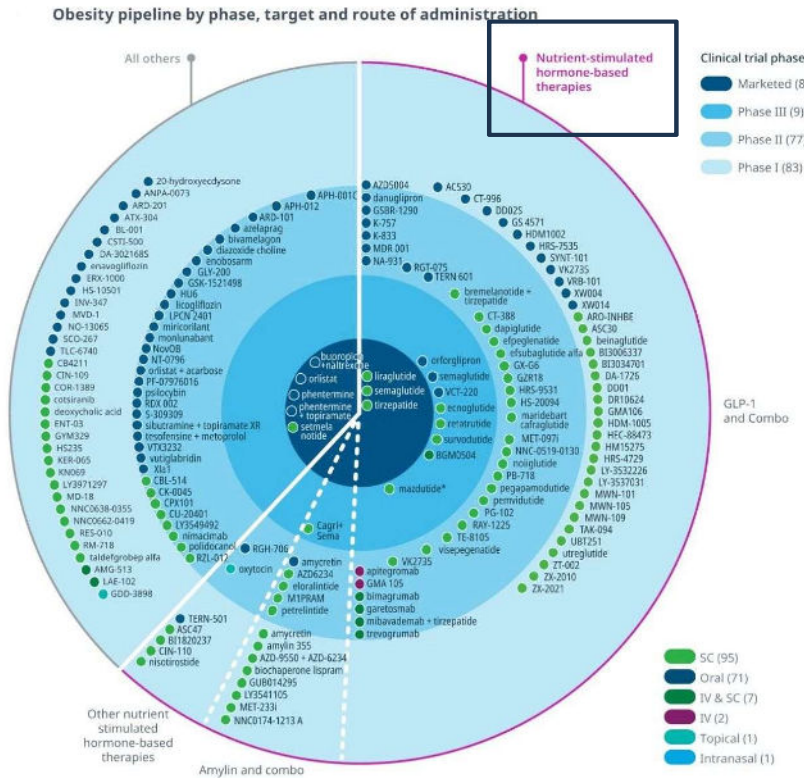 Obesity pipeline by phase, target and route of administration
All others
Nutrient-stimulated
hormone-based
therapies
Clinical trial phase
Marketed (8
Phase III (9)
Phase II (77)
Phase I (83)
20-hydroxyecdysone
ANPA-0073
ARD-201
ATX-304
BL-001
CSTI-500
DA-302168S
enavogliflozin
ERX-1000
HS-10501
INV-347
MVD-1
NO-13065
SCO-267
TLC-6740
CB4211
CIN-109
COR-1389
cotsiranib
deoxycholic acid
ENT-03
GYM329
HS235
KER-065
KN069
LY3971297
MD-18
NNC0638-0355
NNC0662-0419
RES-010
RM-718
taldefgrobep alfa
AMG-513
LAE-102
GDD-3898
APH-001C
APH-012
ARD-101
azelaprag
bivamelagon
diazoxide choline
enobosarm
GLY-200
GSK-1521498
HU6
licogliflozin
LPCN 2401
miricorilant
monlunabant
NovOB
NT-0796
orlistat + acarbose
PF-07976016
psilocybin
RDX 002
S-309309
sibutramine + topiramate XR
tesofensine + metoprolol
VTX3232
vutiglabridin
XIa1
CBL-514
CK-0045
CPX101
CU-20401
LY3549492
nimacimab
polidocanol
RZL-012
bupropion
+naltrexone
orlistat
phentermine
phentermine
+ topiramate
setmela
notide
liraglutide
semaglutide
tirzepatide
orforglipron
semaglutide
VCT-220
ecnoglutide
retatrutide
survodutide
BGM0504
mazdutide*
Cagri+
Sema
AZD5004
danuglipron
GSBR-1290
K-757
K-833
MDR 001
NA-931
RGT-075
TERN 601
bremelanotide +
tirzepatide
CT-388
dapiglutide
efpeglenatide
efsubaglutide alfa
GX-G6
GZR18
HRS-9531
HS-20094
maridebart
cafraglutide
MET-097i
NNC-0519-0130
noiiglutide
PB-718
pegapamodutide
pemvidutide
PG-102
RAY-1225
TE-8105
visepegenatide
VK2735
apitegromab
GMA 105
bimagrumab
garetosmab
mibavademab + tirzepatide
trevogrumab
AC530
CT-996
DD02S
GS 4571
HDM1002
HRS-7535
SYNT-101
VK2735
VRB-101
XW004
XW014
ARO-INHBE
ASC30
beinaglutide
BI3006337
BI3034701
DA-1726
DD01
DR10624
GMA106
HDM-1005
HEC-88473
HM15275
HRS-4729
LY-3532226
LY-3537031
MWN-101
MWN-105
MWN-109
TAK-094
UBT251
utreglutide
ZT-002
ZX-2010
ZX-2021
GLP-1
and Combo
RGH-706
oxytocin
amycretin
AZD6234
eloralintide
M1PRAM
petrelintide
TERN-501
ASC47
BI1820237
CIN-110
nisotirostide
amycretin
amylin 355
AZD-9550 + AZD-6234
biochaperone lispram
GUB014295
LY3541105
MET-233i
NNC0174-1213 A
Other nutrient
stimulated
hormone-based
therapies
Amylin and combo
SC (95)
Oral (71)
IV & SC (7)
IV (2)
Topical (1)
Intranasal (1)